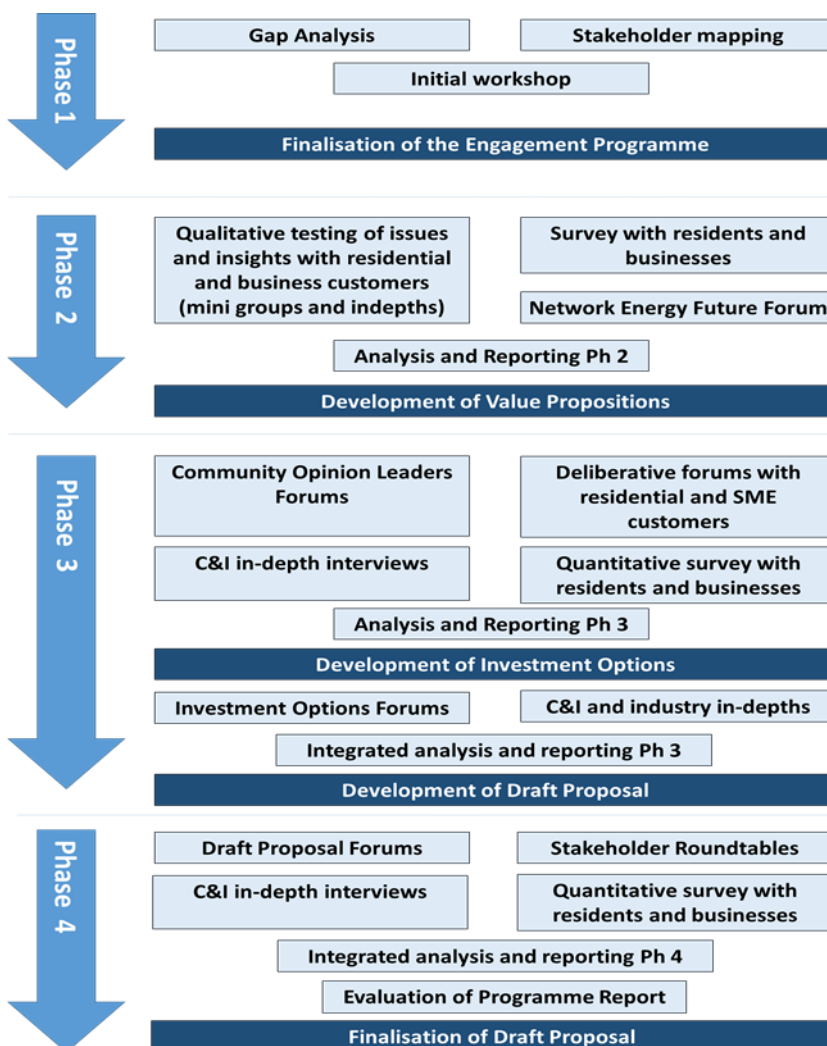 Phase 1
Gap Analysis
Stakeholder mapping
Initial workshop
Finalisation of the Engagement Programme
Phase 2
Qualitative testing of issues
and insights with residential
and business customers
(mini groups and indepths)
Survey with residents and
businesses
Network Energy Future Forum
Analysis and Reporting Ph 2
Development of Value Propositions
Phase 3
Community Opinion Leaders
Forums
Deliberative forums with
residential and SME
customers
C&I in-depth interviews
Quantitative survey with
residents and businesses
Analysis and Reporting Ph 3
Development of Investment Options
Investment Options Forums
C&I and industry in-depths
Integrated analysis and reporting Ph 3
Development of Draft Proposal
Phase 4
Draft Proposal Forums
Stakeholder Roundtables
C&I in-depth interviews
Quantitative survey with
residents and businesses
Integrated analysis and reporting Ph 4
Evaluation of Programme Report
Finalisation of Draft Proposal